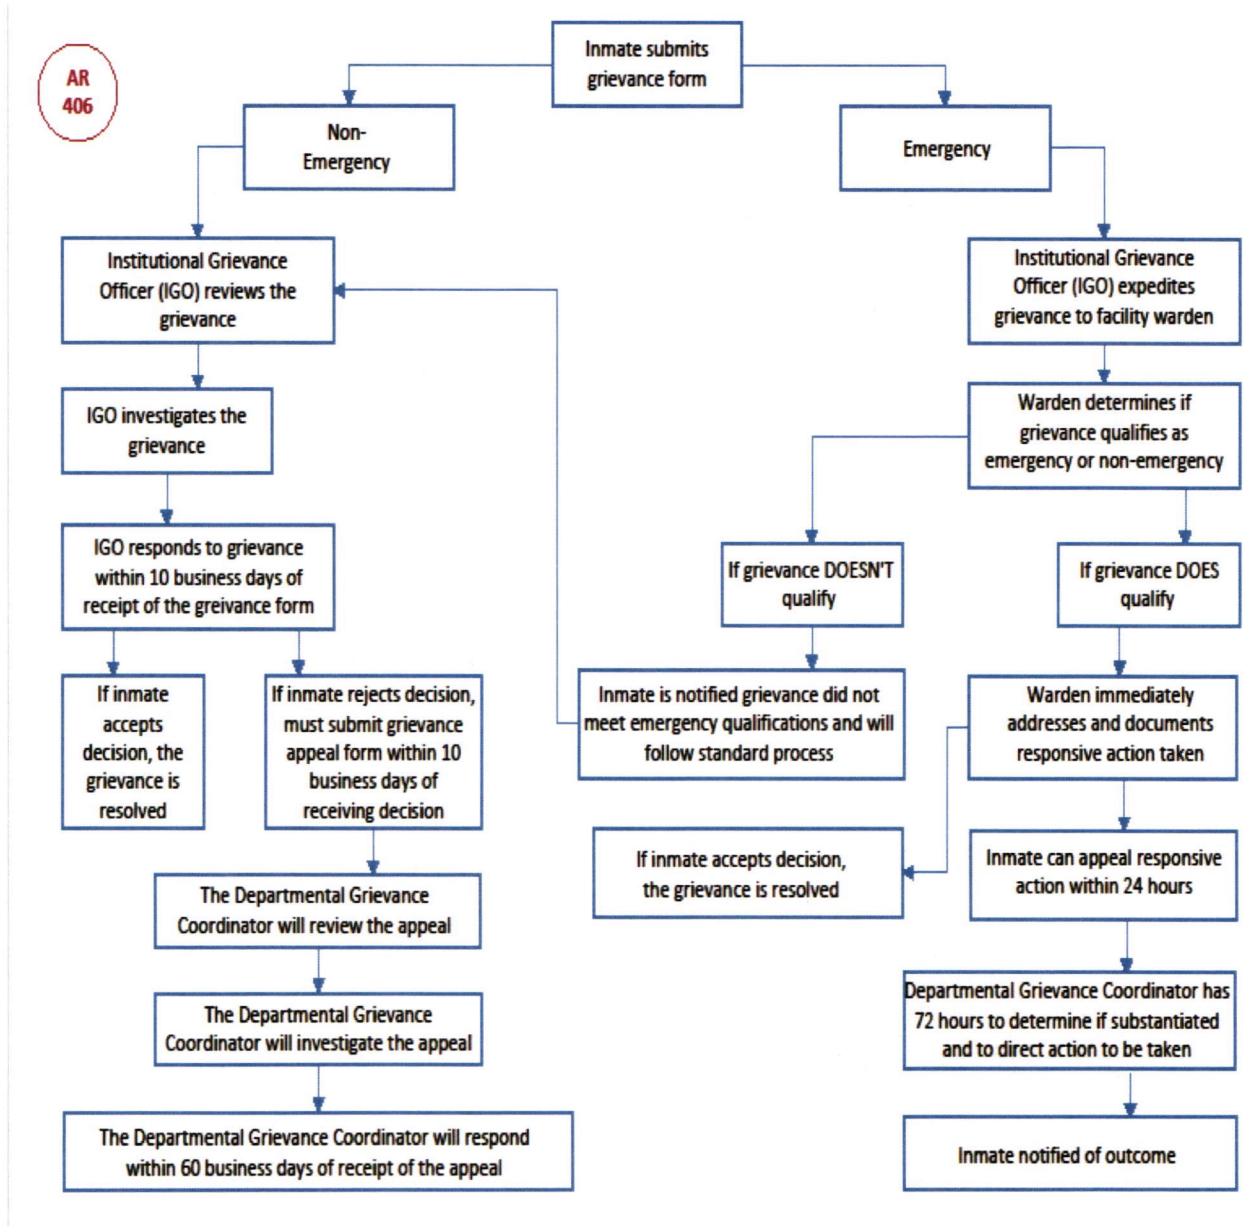 AR
406
Inmate submits
grievance form
Non-
Emergency
Emergency
Institutional Grievance
Officer (IGO) reviews the
grievance
IGO investigates the
grievance
IGO responds to grievance
within 10 business days of
receipt of the greivance form
If inmate
accepts
decision, the
grievance is
resolved
If inmate rejects decision,
must submit grievance
appeal form within 10
business days of
receiving decision
The Departmental Grievance
Coordinator will review the appeal
The Departmental Grievance
Coordinator will investigate the appeal
The Departmental Grievance Coordinator will respond
within 60 business days of receipt of the appeal
Institutional Grievance
Officer (IGO) expedites
grievance to facility warden
Warden determines if
grievance qualifies as
emergency or non-emergency
If grievance DOESN'T
qualify
Inmate is notified grievance did not
meet emergency qualifications and will
follow standard process
If grievance DOES
qualify
Warden immediately
addresses and documents
responsive action taken
If inmate accepts decision,
the grievance is resolved
Inmate can appeal responsive
action within 24 hours
Departmental Grievance Coordinator has
72 hours to determine if substantiated
and to direct action to be taken
Inmate notified of outcome